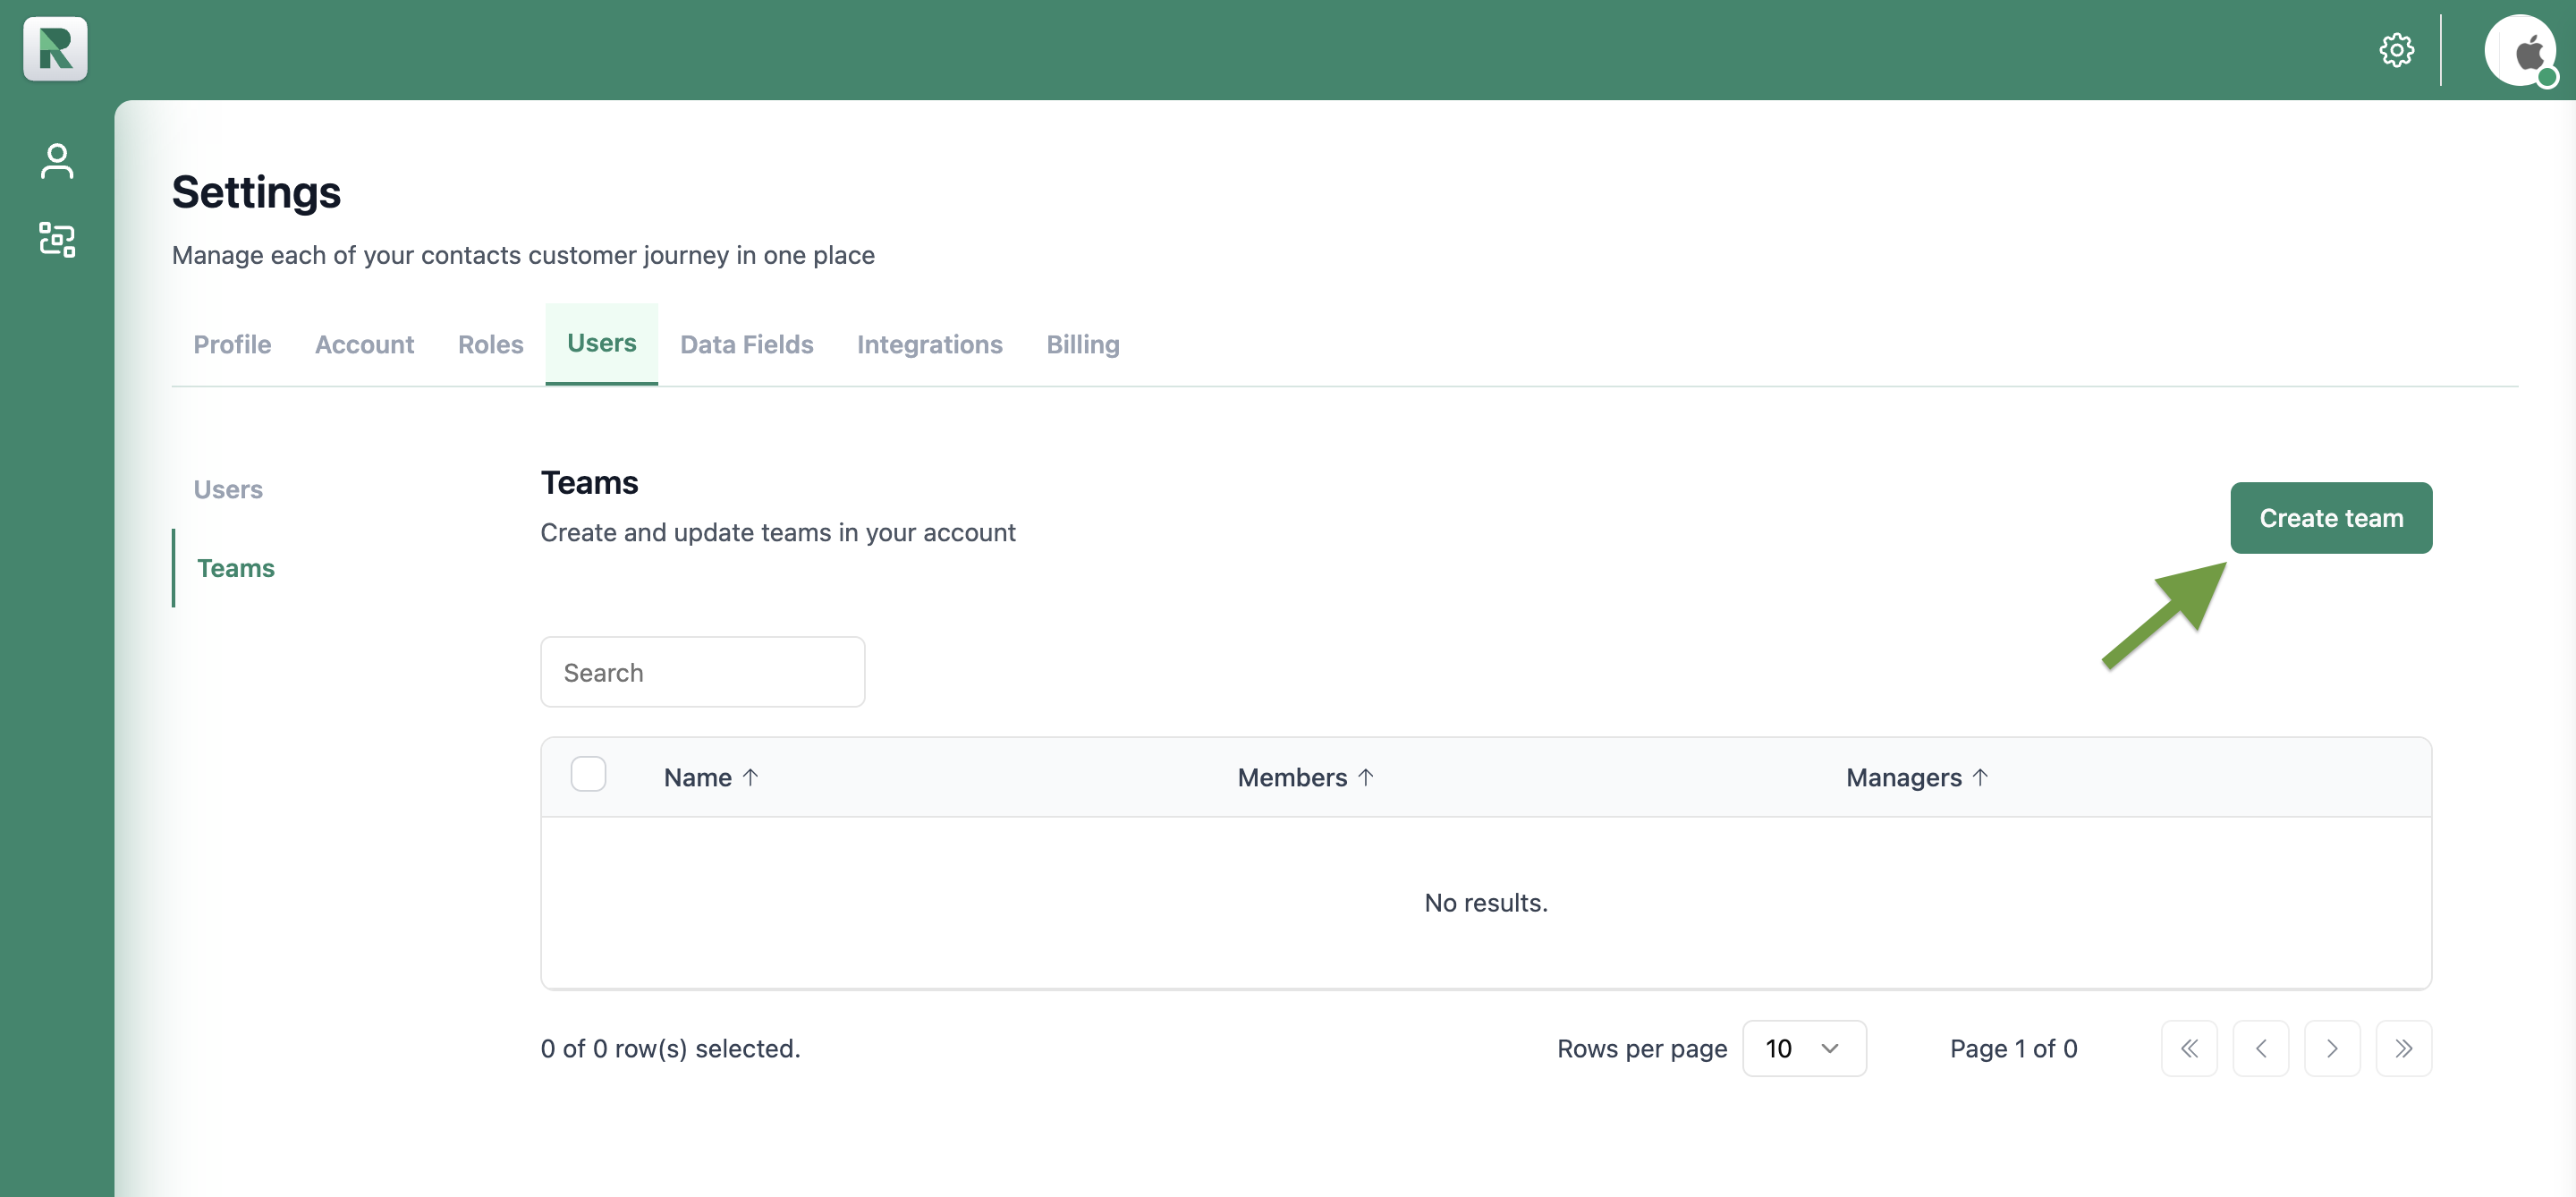 R
Settings
Manage each of your contacts customer journey in one place
Profile Account Roles Users Data Fields Integrations Billing
Users
Teams
Teams
Create and update teams in your account
Create team
Search
Name ↑ Members ↑ Managers ↑
No results.
0 of 0 row(s) selected.
Rows per page 10 Page 1 of 0